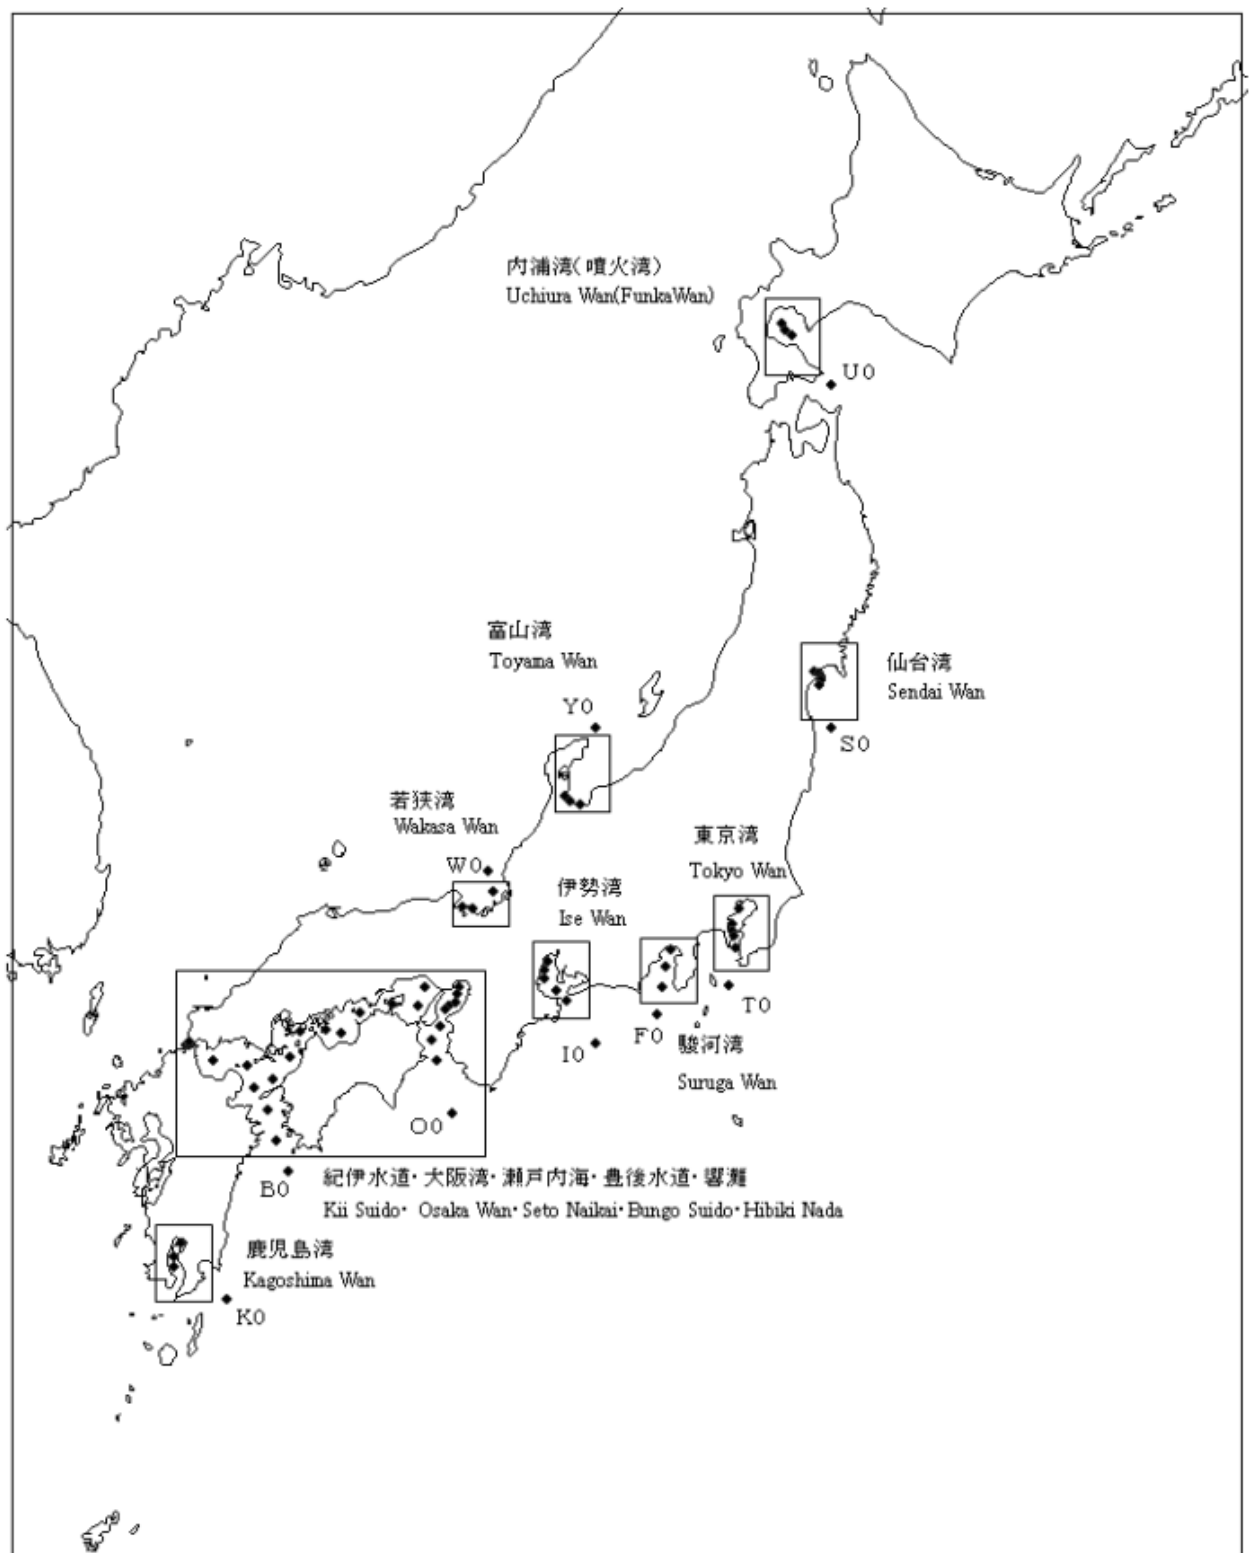 内浦湾(噴火湾)
Uchiura Wan(FunkaWan)
U0
富山湾
Toyama Wan
Y0
仙台湾
Sendai Wan
S0
若狭湾
Wakasa Wan
W0
東京湾
Tokyo Wan
T0
伊勢湾
Ise Wan
I0
F0
駿河湾
Suruga Wan
O0
B0
紀伊水道・大阪湾・瀬戸内海・豊後水道・響灘
Kii Suido・ Osaka Wan・Seto Naikai・Bungo Suido・Hibiki Nada
鹿児島湾
Kagoshima Wan
K0